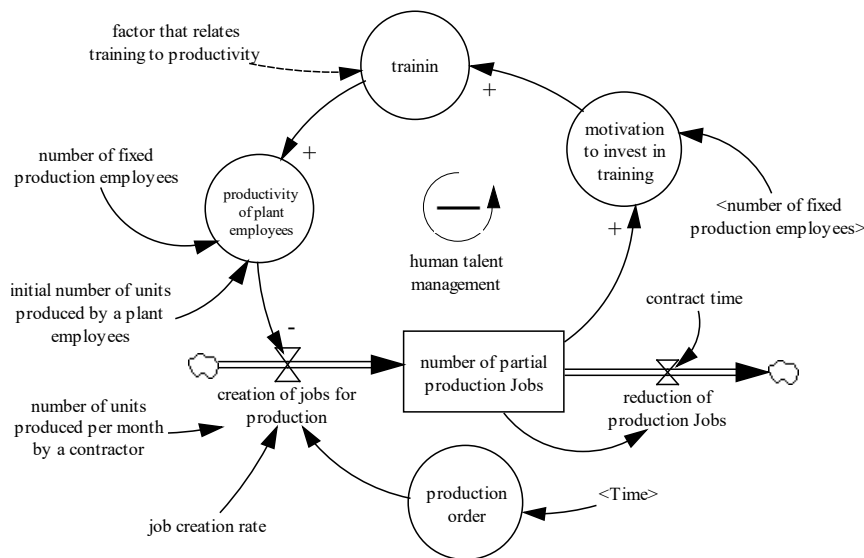 factor that relates
training to productivity
trainin
+
motivation
to invest in
training
number of fixed
production employees
+
productivity
of plant
employees
<number of fixed
production employees>
+
human talent
management
initial number of units
produced by a plant
employees
contract time
-
number of partial
production Jobs
creation of jobs for
production
reduction of
production Jobs
number of units
produced per month
by a contractor
production
order
<Time>
job creation rate